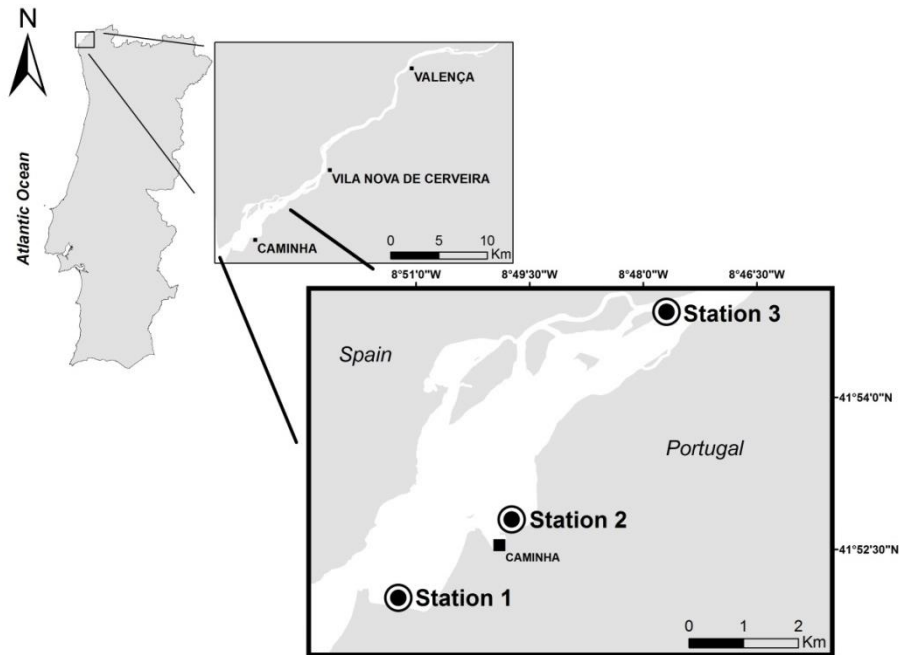 N
Atlantic Ocean
VALENÇA
VILA NOVA DE CERVEIRA
CAMINHA
0 5 10
Km
8°51'0"W 8°49'30"W 8°48'0"W 8°46'30"W
Station 3
Spain
41°54'0"N
Portugal
Station 2
41°52'30"N
CAMINHA
Station 1
0 1 2
Km